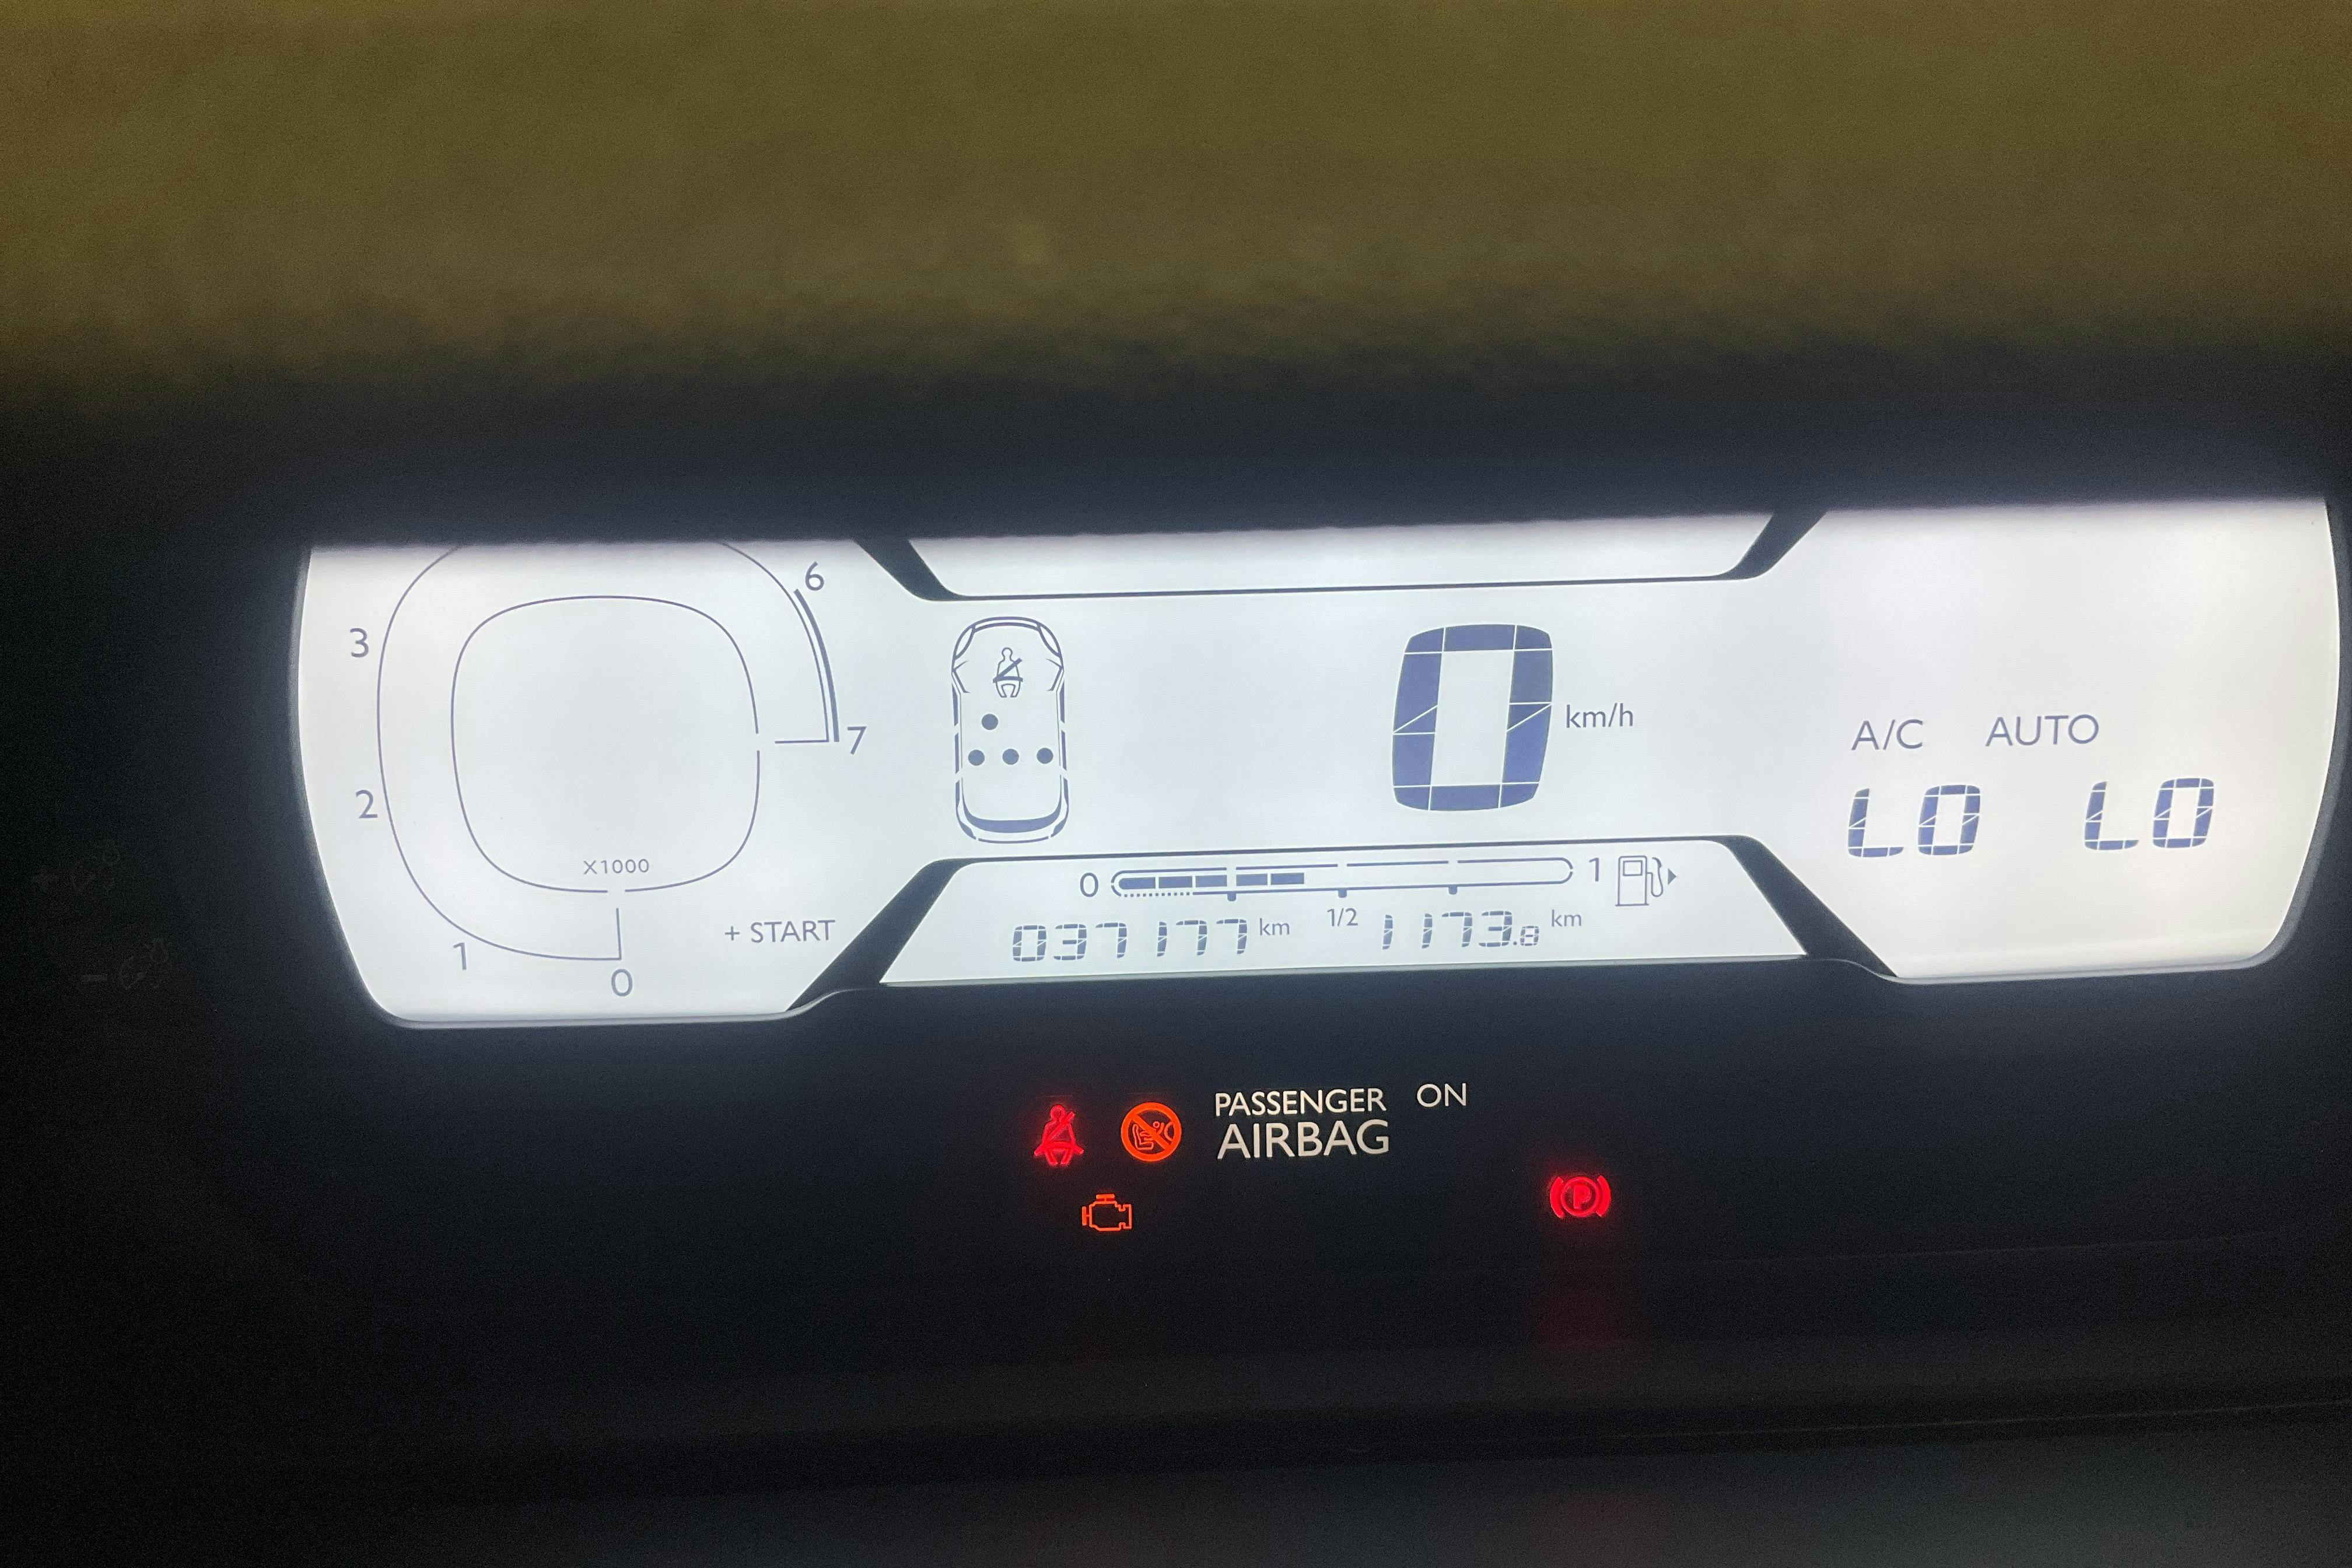 6
3
7
km/h
A/C AUTO
2
LO LO
X1000
0 1
+ START
037177 km 1/2 1173.8 km
1
0
PASSENGER ON
AIRBAG
P